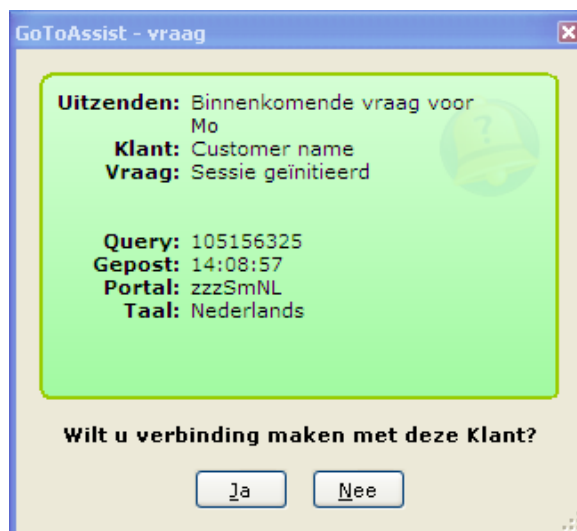 GoToAssist - vraag
Uitzenden: Binnenkomende vraag voor
Mo
Klant: Customer name
Vraag: Sessie geïnitieerd
Query: 105156325
Gepost: 14:08:57
Portal: zzzSmNL
Taal: Nederlands
Wilt u verbinding maken met deze Klant?
Ja Nee